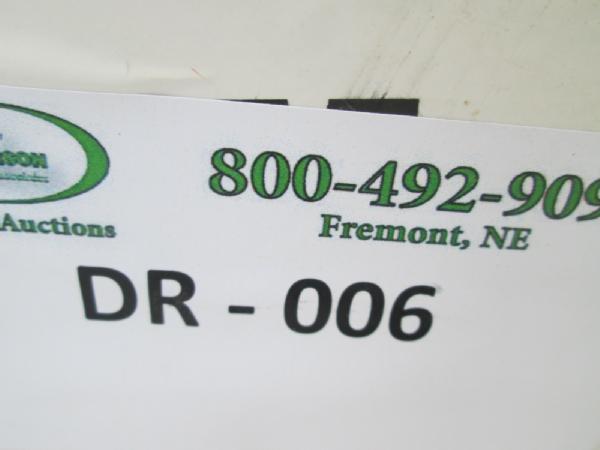 800-492-909
Auctions
Fremont, NE
DR - 006